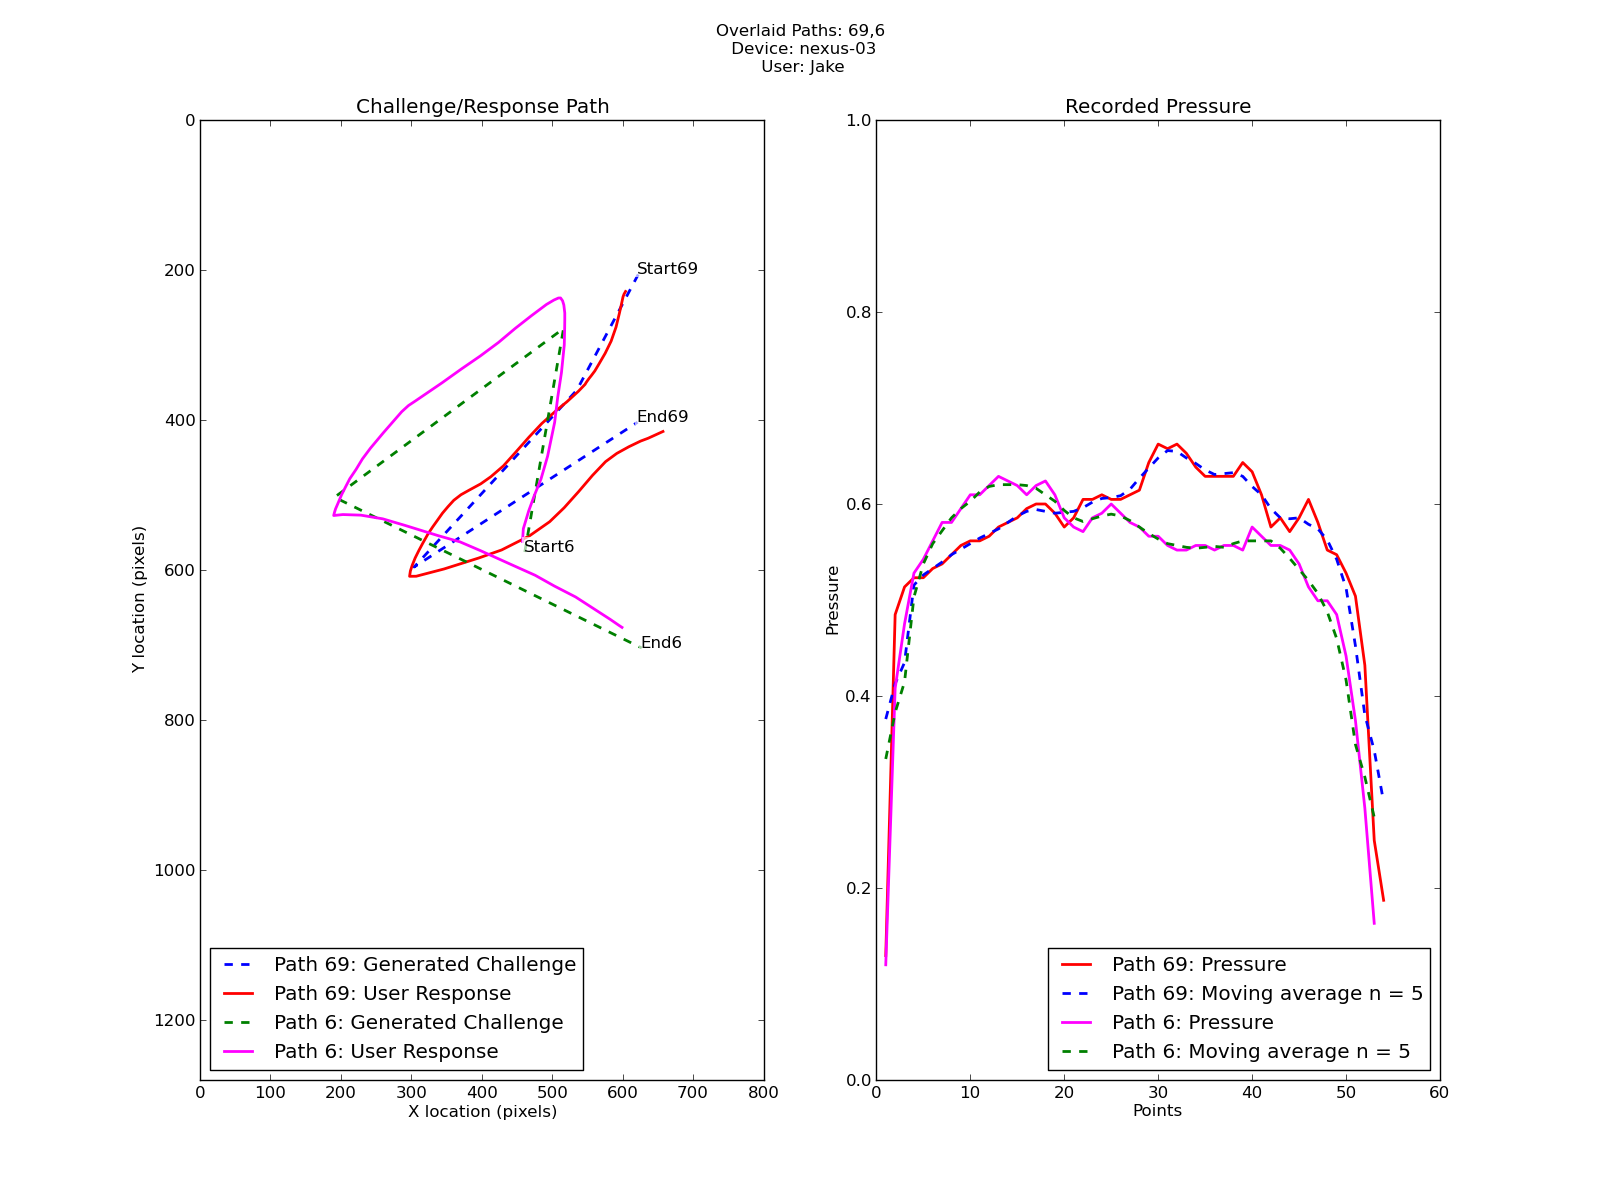 Overlaid Paths: 69,6
Device: nexus-03
User: Jake
Challenge/Response Path
0
200
400
600
800
1000
1200
Y location (pixels)
Start69
End69
Start6
End6
Path 69: Generated Challenge
Path 69: User Response
Path 6: Generated Challenge
Path 6: User Response
0 100 200 300 400 500 600 700 800
X location (pixels)
Recorded Pressure
1.0
0.8
0.6
0.4
0.2
0.0
Pressure
Path 69: Pressure
Path 69: Moving average n = 5
Path 6: Pressure
Path 6: Moving average n = 5
0 10 20 30 40 50 60
Points